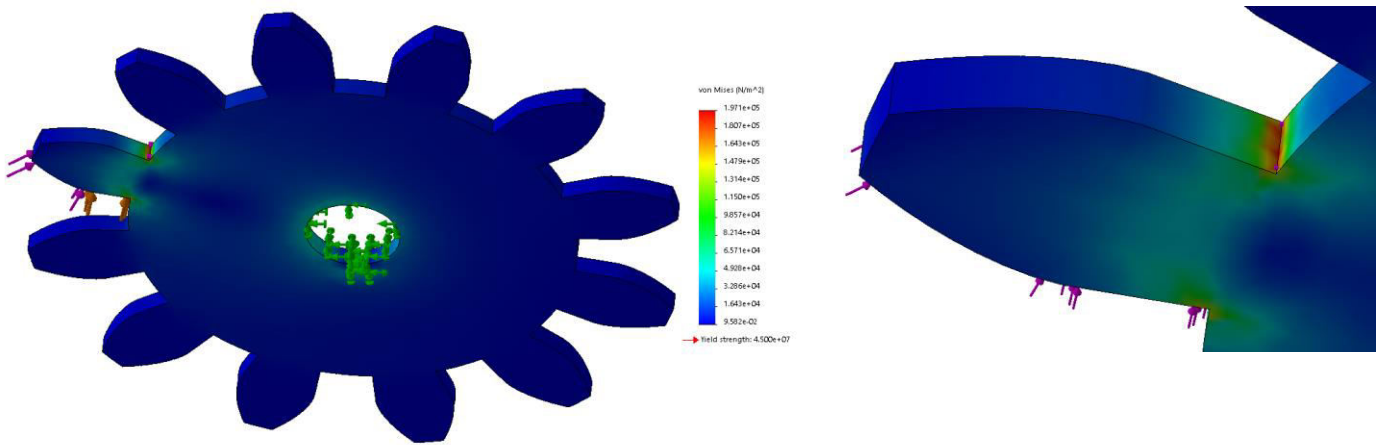 von Mises (N/m^2)
1.971e+05
1.807e+05
1.643e+05
1.479e+05
1.314e+05
1.150e+05
9.857e+04
8.214e+04
6.571e+04
4.928e+04
3.286e+04
1.643e+04
9.582e-02
Yield strength: 4.500e+07